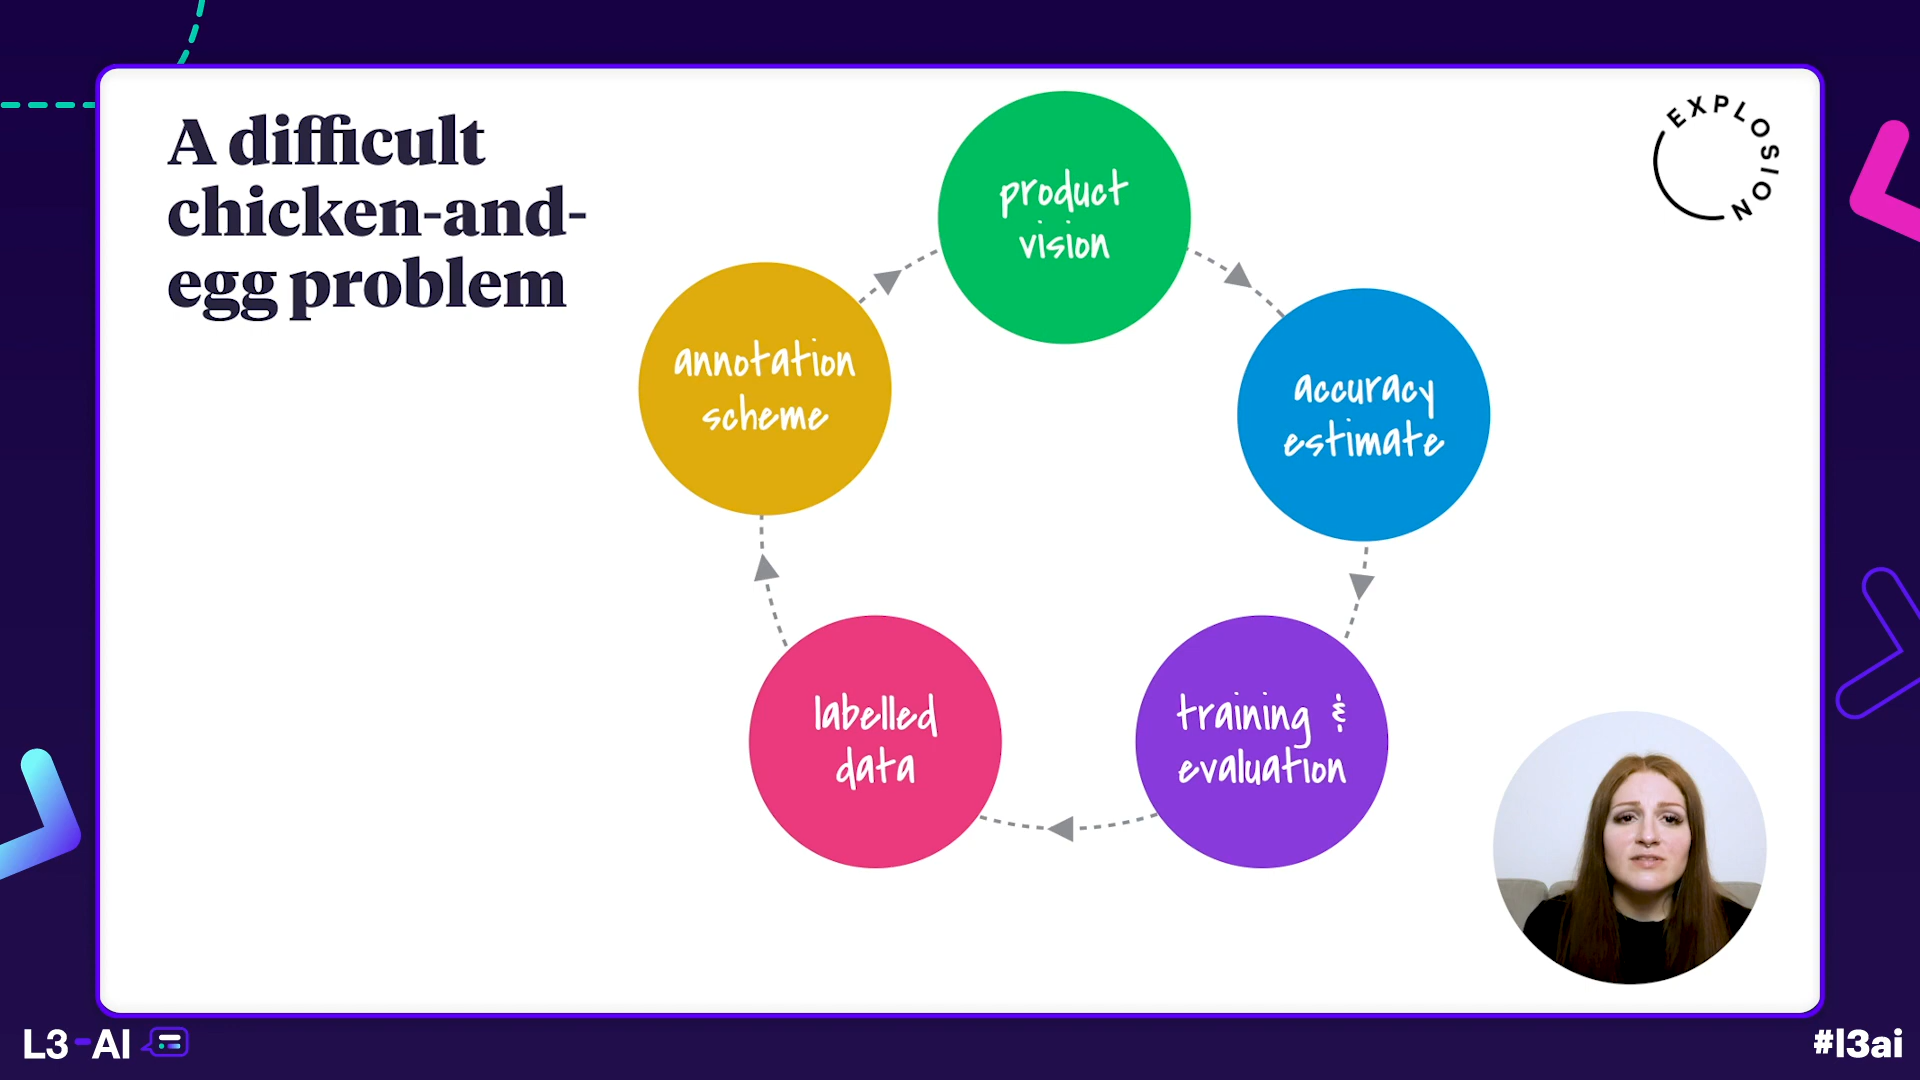 A difficult
chicken-and-
egg problem
EXPLOSION
product
vision
accuracy
estimate
annotation
scheme
labelled
data
training &
evaluation
L3-AI
#l3ai